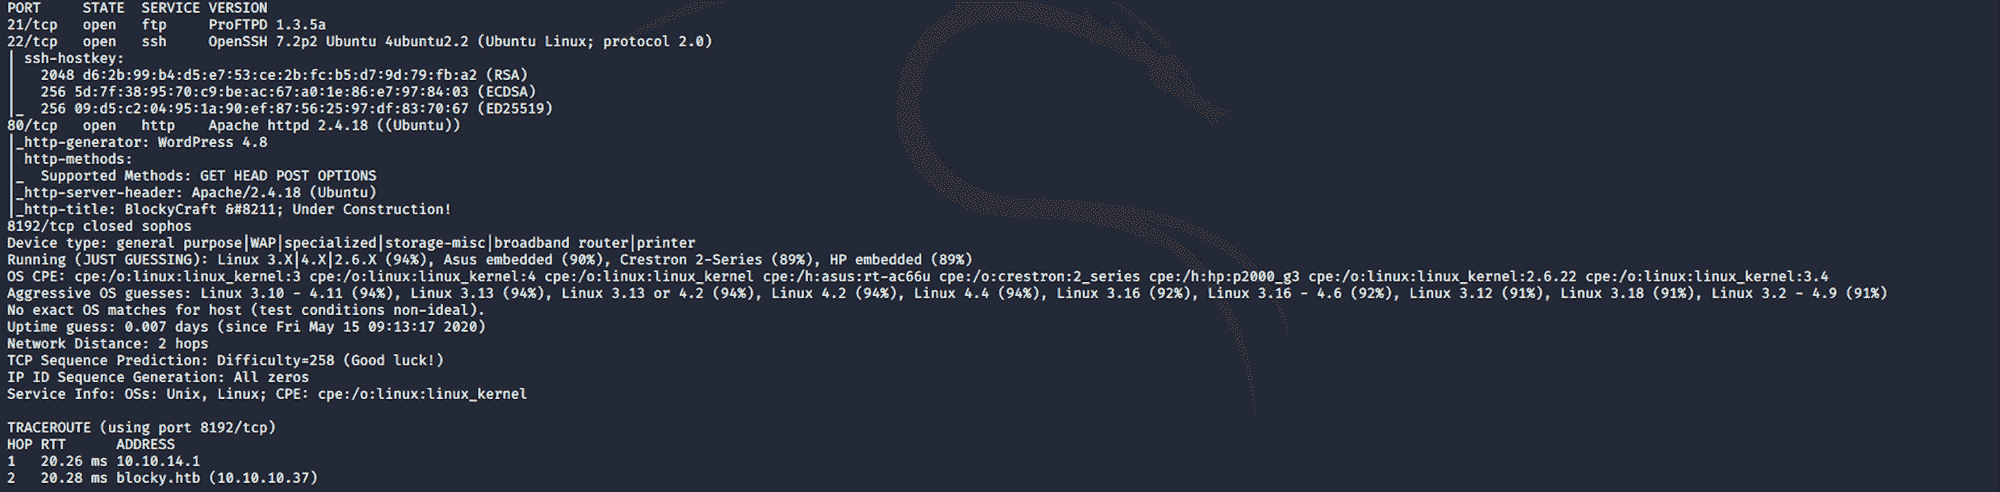 PORT     STATE  SERVICE VERSION
21/tcp   open   ftp     ProFTPD 1.3.5a
22/tcp   open   ssh     OpenSSH 7.2p2 Ubuntu 4ubuntu2.2 (Ubuntu Linux; protocol 2.0)
| ssh-hostkey:
|   2048 d6:2b:99:b4:d5:e7:53:ce:2b:fc:b5:d7:9d:79:fb:a2 (RSA)
|   256 5d:7f:38:95:70:c9:be:ac:67:a0:1e:86:e7:97:84:03 (ECDSA)
|_  256 09:d5:c2:04:95:1a:90:ef:87:56:25:97:df:83:70:67 (ED25519)
80/tcp   open   http    Apache httpd 2.4.18 ((Ubuntu))
|_http-generator: WordPress 4.8
| http-methods:
|_  Supported Methods: GET HEAD POST OPTIONS
|_http-server-header: Apache/2.4.18 (Ubuntu)
|_http-title: BlockyCraft &#8211; Under Construction!
8192/tcp closed sophos
Device type: general purpose|WAP|specialized|storage-misc|broadband router|printer
Running (JUST GUESSING): Linux 3.X|4.X|2.6.X (94%), Asus embedded (90%), Crestron 2-Series (89%), HP embedded (89%)
OS CPE: cpe:/o:linux:linux_kernel:3 cpe:/o:linux:linux_kernel:4 cpe:/o:linux:linux_kernel cpe:/h:asus:rt-ac66u cpe:/o:crestron:2_series cpe:/h:hp:p2000_g3 cpe:/o:linux:linux_kernel:2.6.22 cpe:/o:linux:linux_kernel:3.4
Aggressive OS guesses: Linux 3.10 - 4.11 (94%), Linux 3.13 (94%), Linux 3.13 or 4.2 (94%), Linux 4.2 (94%), Linux 4.4 (94%), Linux 3.16 (92%), Linux 3.16 - 4.6 (92%), Linux 3.12 (91%), Linux 3.18 (91%), Linux 3.2 - 4.9 (91%)
No exact OS matches for host (test conditions non-ideal).
Uptime guess: 0.007 days (since Fri May 15 09:13:17 2020)
Network Distance: 2 hops
TCP Sequence Prediction: Difficulty=258 (Good luck!)
IP ID Sequence Generation: All zeros
Service Info: OSs: Unix, Linux; CPE: cpe:/o:linux:linux_kernel
TRACEROUTE (using port 8192/tcp)
HOP RTT      ADDRESS
1   20.26 ms 10.10.14.1
2   20.28 ms blocky.htb (10.10.10.37)